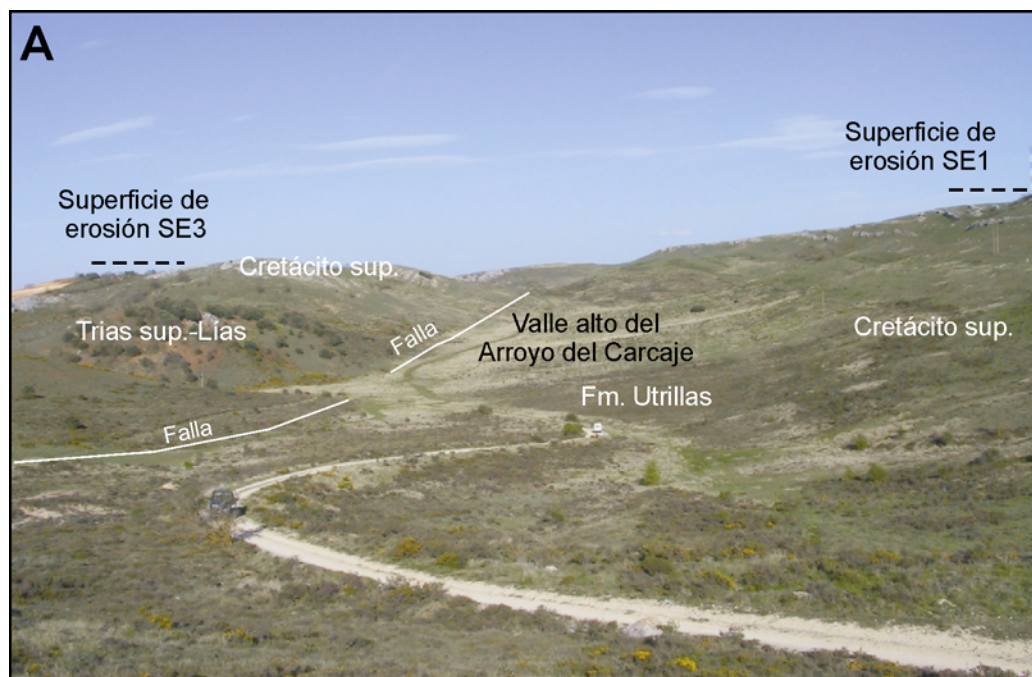 A
Superficie de
erosión SE1
Superficie de
erosión SE3
Cretácito sup.
Trias sup.-Lías
Falla
Valle alto del
Arroyo del Carcaje
Cretácito sup.
Fm. Utrillas
Falla